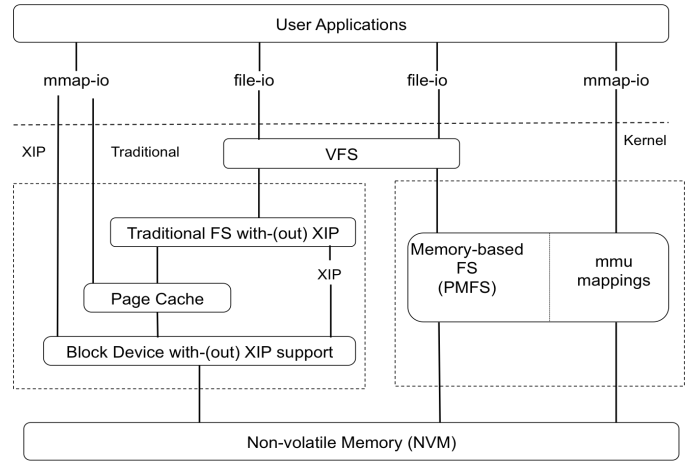 User Applications
mmap-io
file-io
file-io
mmap-io
XIP
Traditional
VFS
Kernel
Traditional FS with-(out) XIP
XIP
Page Cache
Block Device with-(out) XIP support
Memory-based
FS
(PMFS)
mmu
mappings
Non-volatile Memory (NVM)